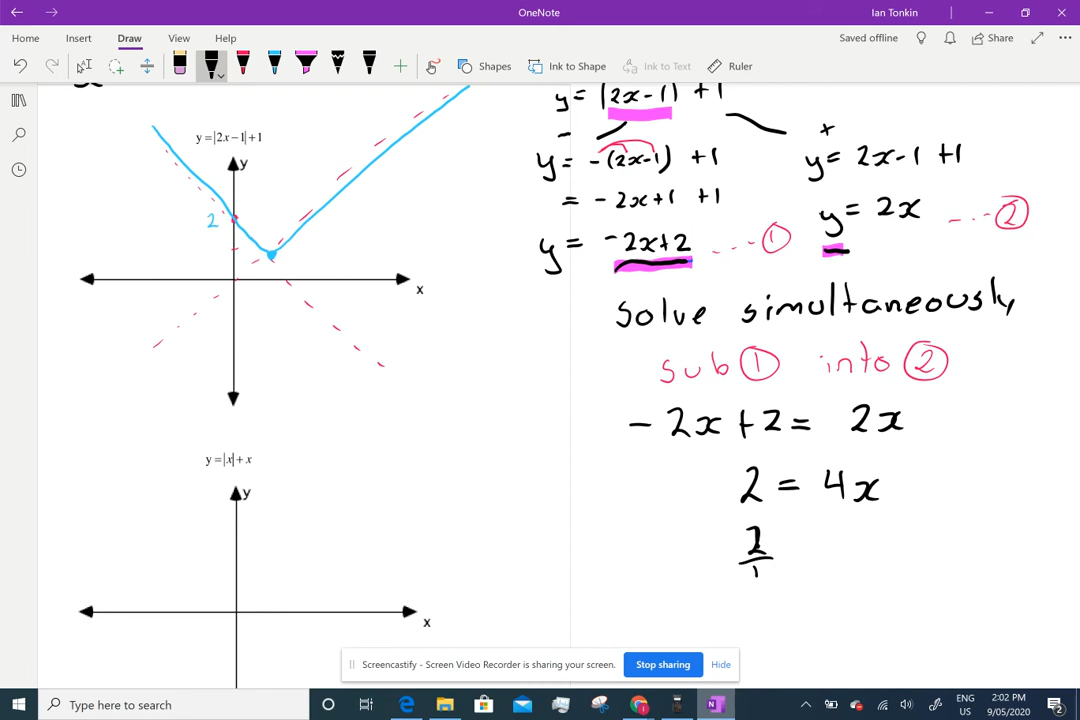 OneNote
Ian Tonkin
Home Insert Draw View Help
Saved offline
Share
Ink to Shape
Shapes
Ink to Text
Ruler
y = |2x-1| + 1
y = |2x − 1| + 1
y
2
x
- +
y = -(2x-1) + 1
y = 2x-1 + 1
= -2x+1 +1
y = 2x --- ②
y = -2x+2 --- ①
Solve simultaneously
sub ① into ②
-2x + 2 = 2x
2 = 4x
2
1
y = |x| + x
y
x
Screencastify - Screen Video Recorder is sharing your screen.
Stop sharing
Hide
Type here to search
ENG
US
2:02 PM
9/05/2020
2